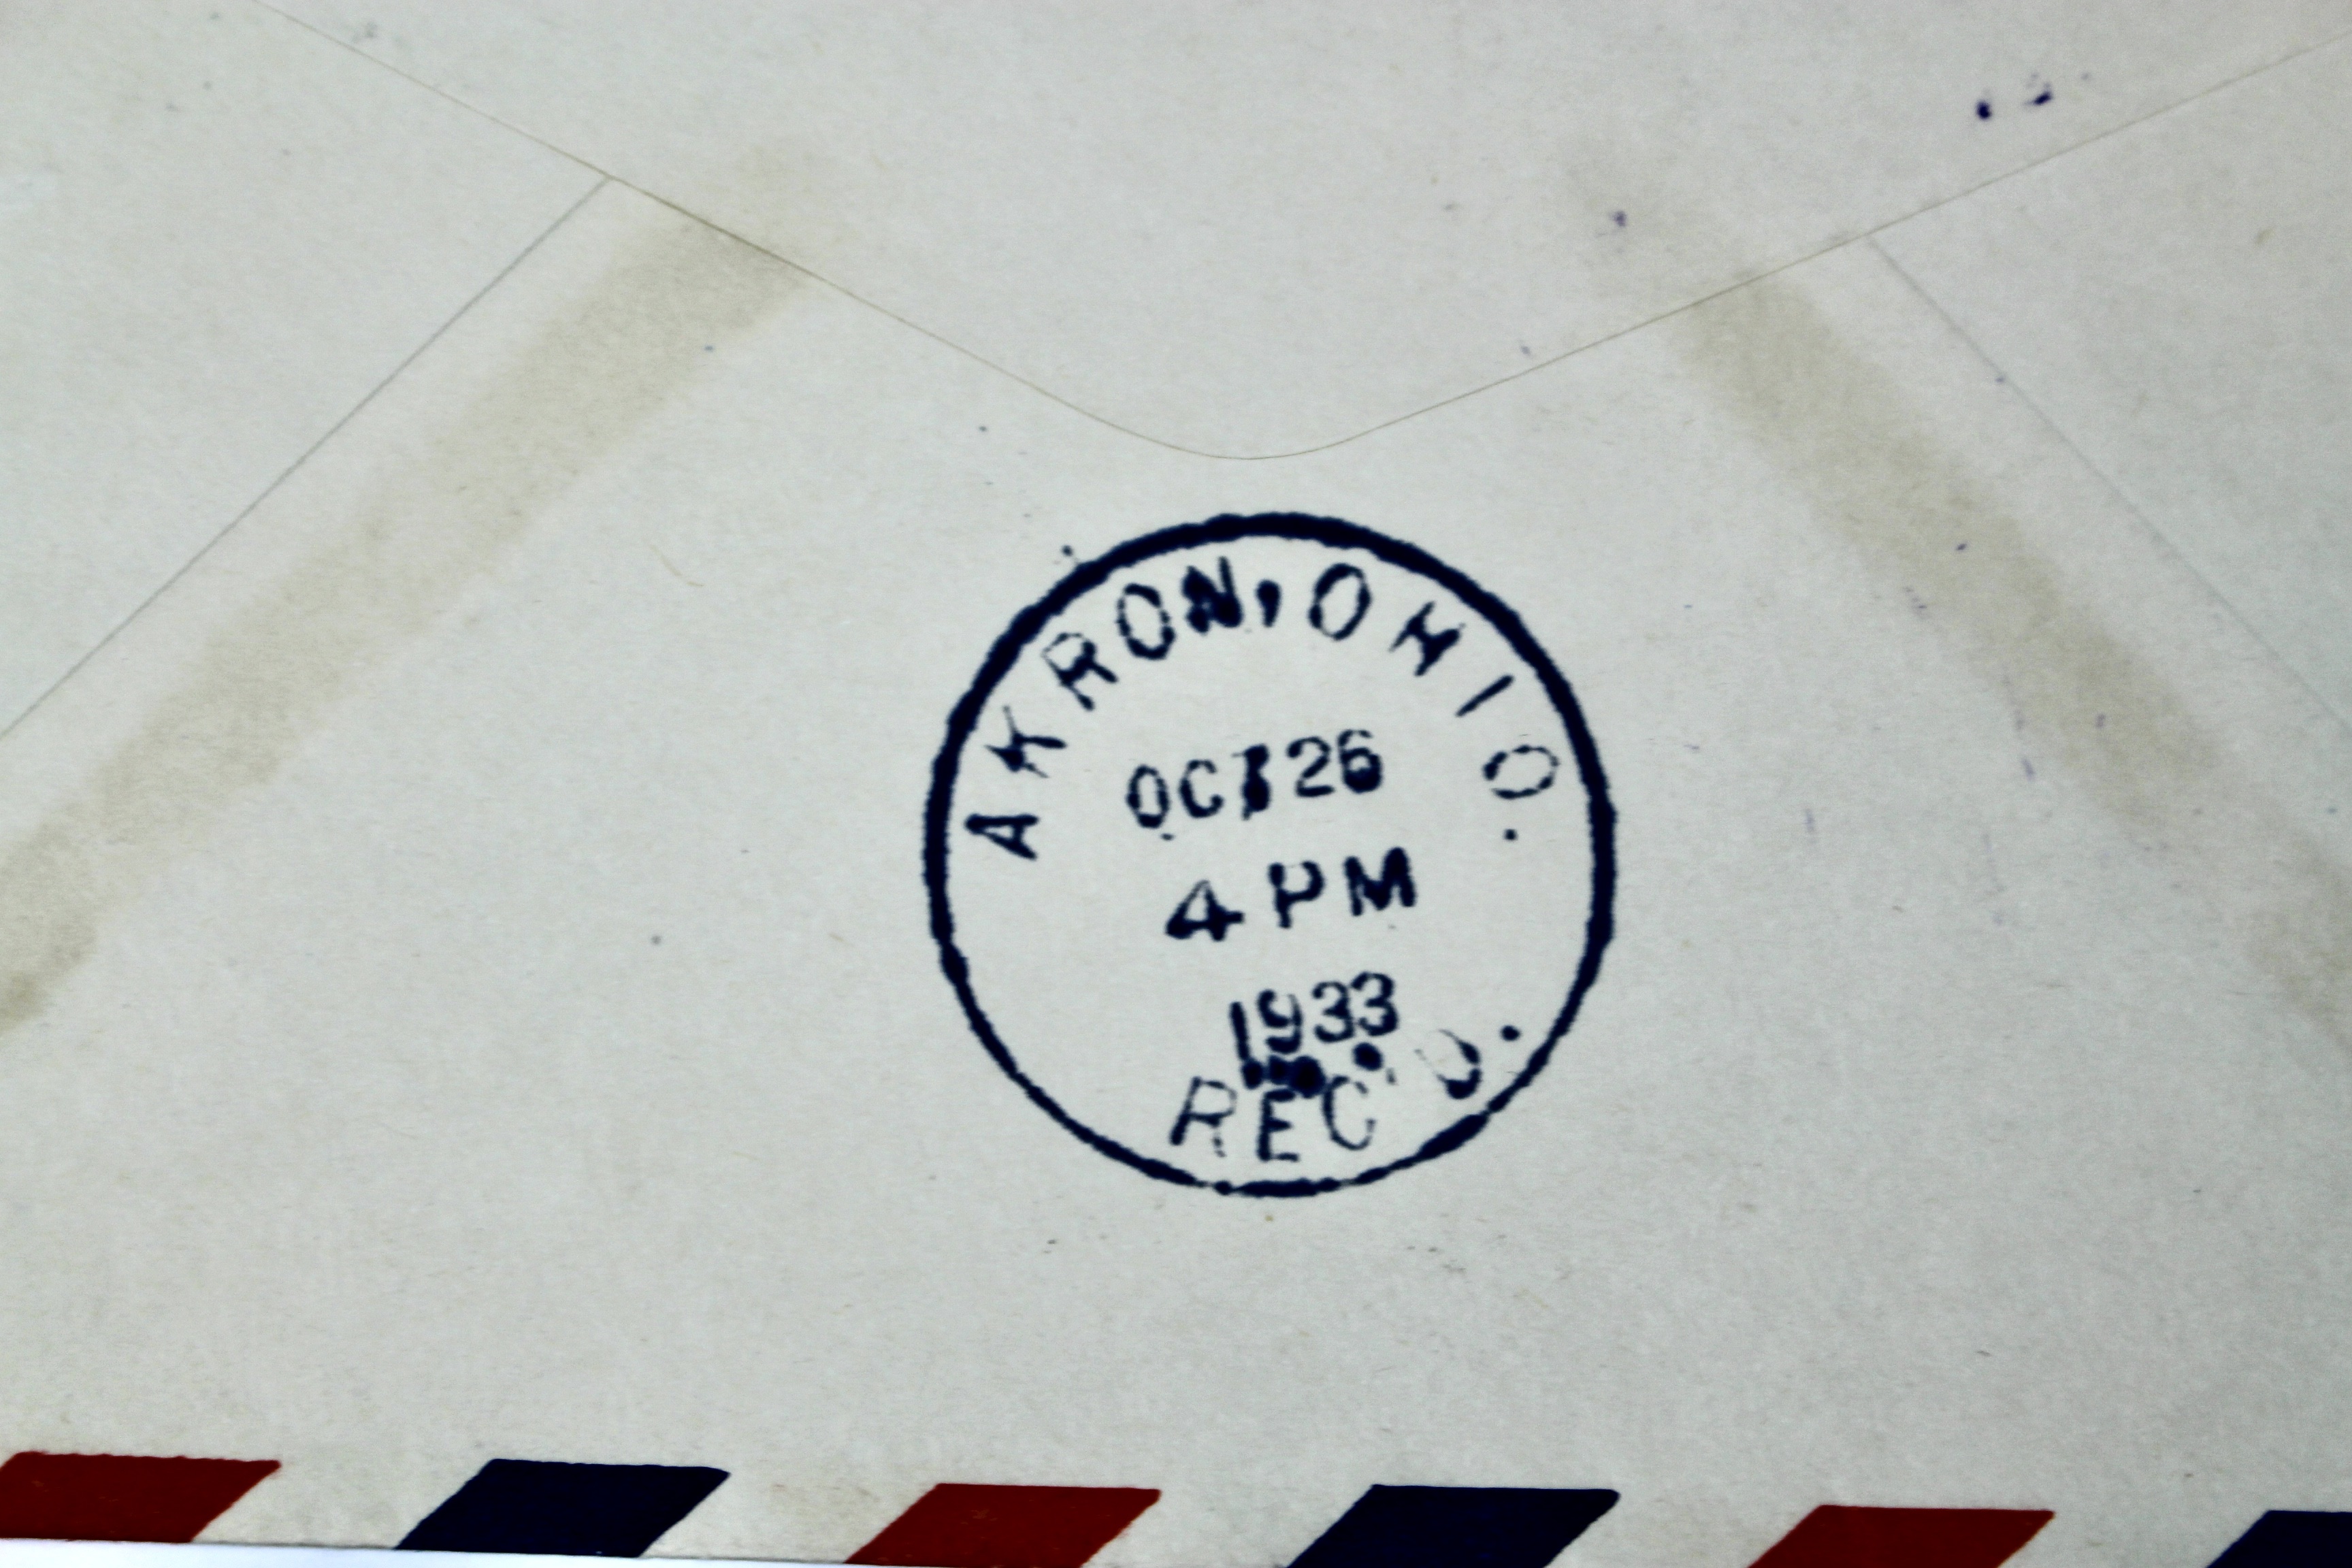 AKRON, OHIO.
OCT 26
4 PM
1933
REC'D.